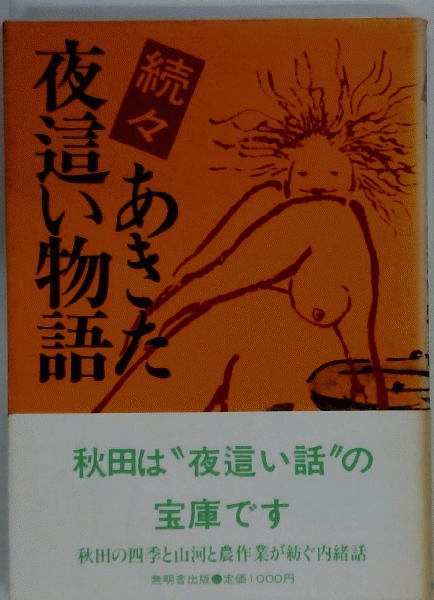 続々
あきた
夜這い物語
秋田は〝夜這い話〟の
宝庫です
秋田の四季と山河と農作業が紡ぐ内緒話
無明舎出版●定価1000円